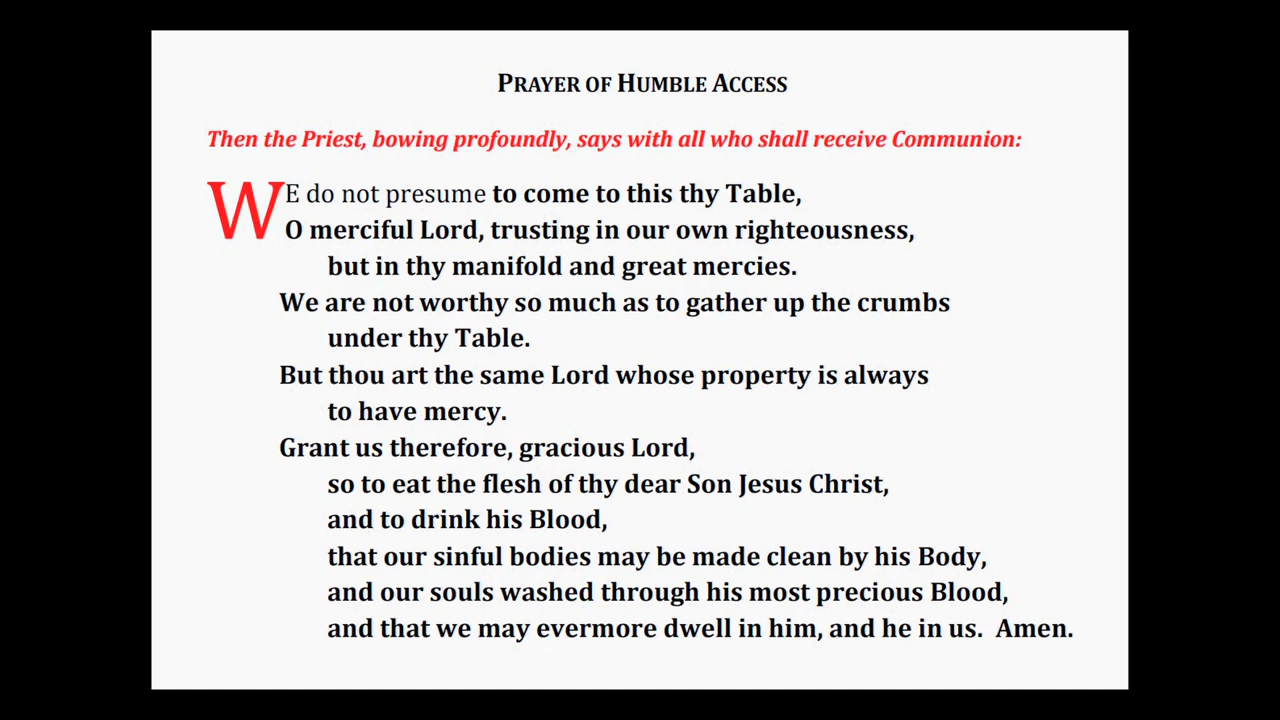 PRAYER OF HUMBLE ACCESS
Then the Priest, bowing profoundly, says with all who shall receive Communion:
WE do not presume to come to this thy Table,
O merciful Lord, trusting in our own righteousness,
but in thy manifold and great mercies.
We are not worthy so much as to gather up the crumbs
under thy Table.
But thou art the same Lord whose property is always
to have mercy.
Grant us therefore, gracious Lord,
so to eat the flesh of thy dear Son Jesus Christ,
and to drink his Blood,
that our sinful bodies may be made clean by his Body,
and our souls washed through his most precious Blood,
and that we may evermore dwell in him, and he in us.  Amen.